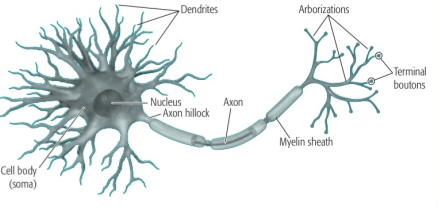 Dendrites
Arborizations
Terminal
boutons
Nucleus
Axon hillock
Axon
Myelin sheath
Cell body
(soma)